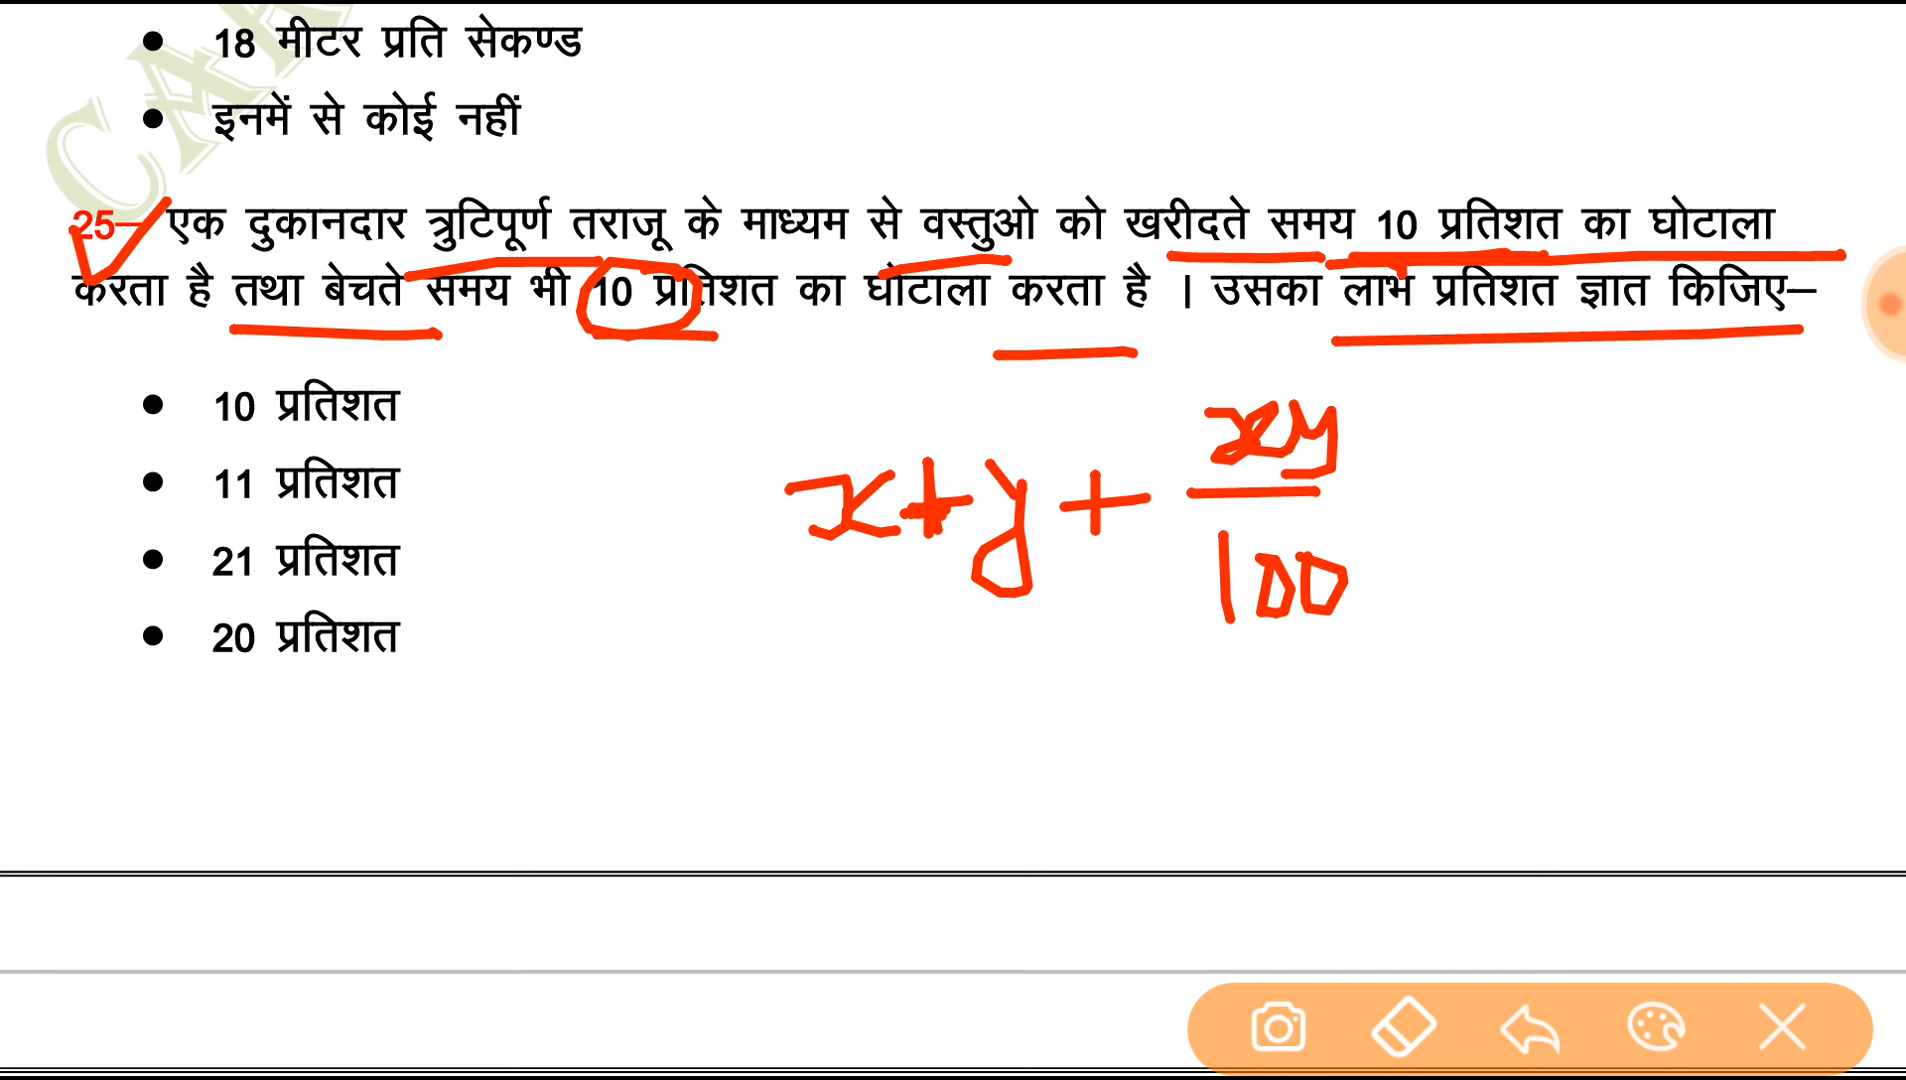 • 18 मीटर प्रति सेकण्ड
• इनमें से कोई नहीं
25– एक दुकानदार त्रुटिपूर्ण तराजू के माध्यम से वस्तुओ को खरीदते समय 10 प्रतिशत का घोटाला
करता है तथा बेचते समय भी 10 प्रतिशत का घोटाला करता है । उसका लाभ प्रतिशत ज्ञात किजिए–
• 10 प्रतिशत
• 11 प्रतिशत
• 21 प्रतिशत
• 20 प्रतिशत
x+y+ xy
100